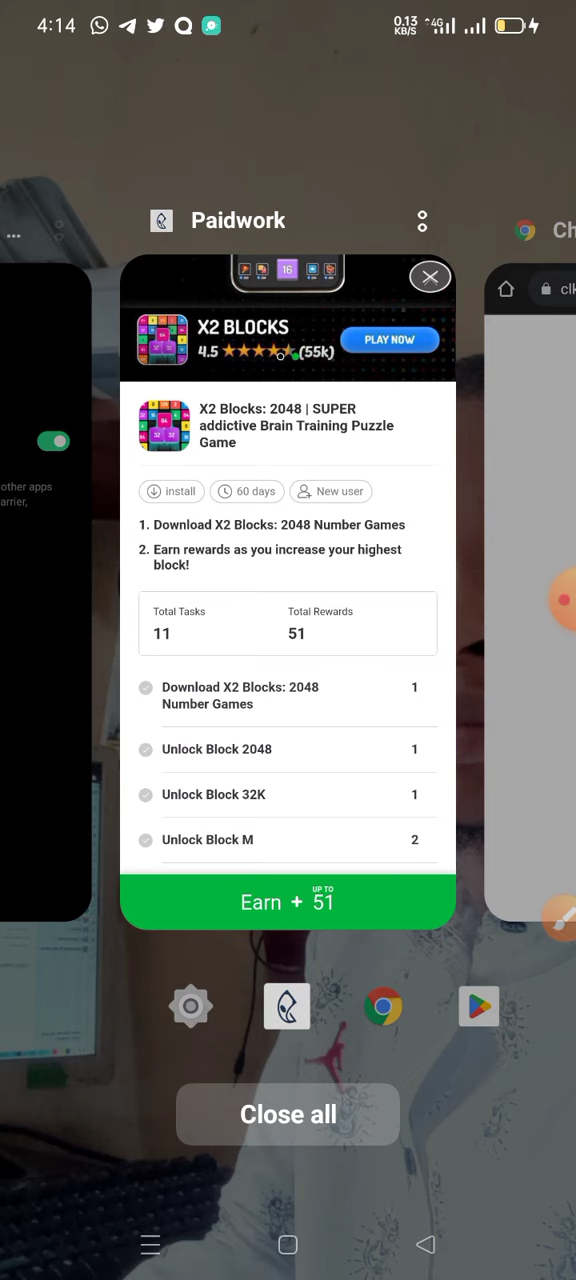 4:14
0.13
KB/S
4G
Paidwork
Ch
clk
other apps
arrier,
16
X2 BLOCKS
4.5
(55k)
PLAY NOW
X2 Blocks: 2048 | SUPER
addictive Brain Training Puzzle
Game
install
60 days
New user
1. Download X2 Blocks: 2048 Number Games
2. Earn rewards as you increase your highest
block!
Total Tasks
Total Rewards
11
51
Download X2 Blocks: 2048
Number Games
1
Unlock Block 2048
1
Unlock Block 32K
1
Unlock Block M
2
Earn +
UP TO
51
Close all